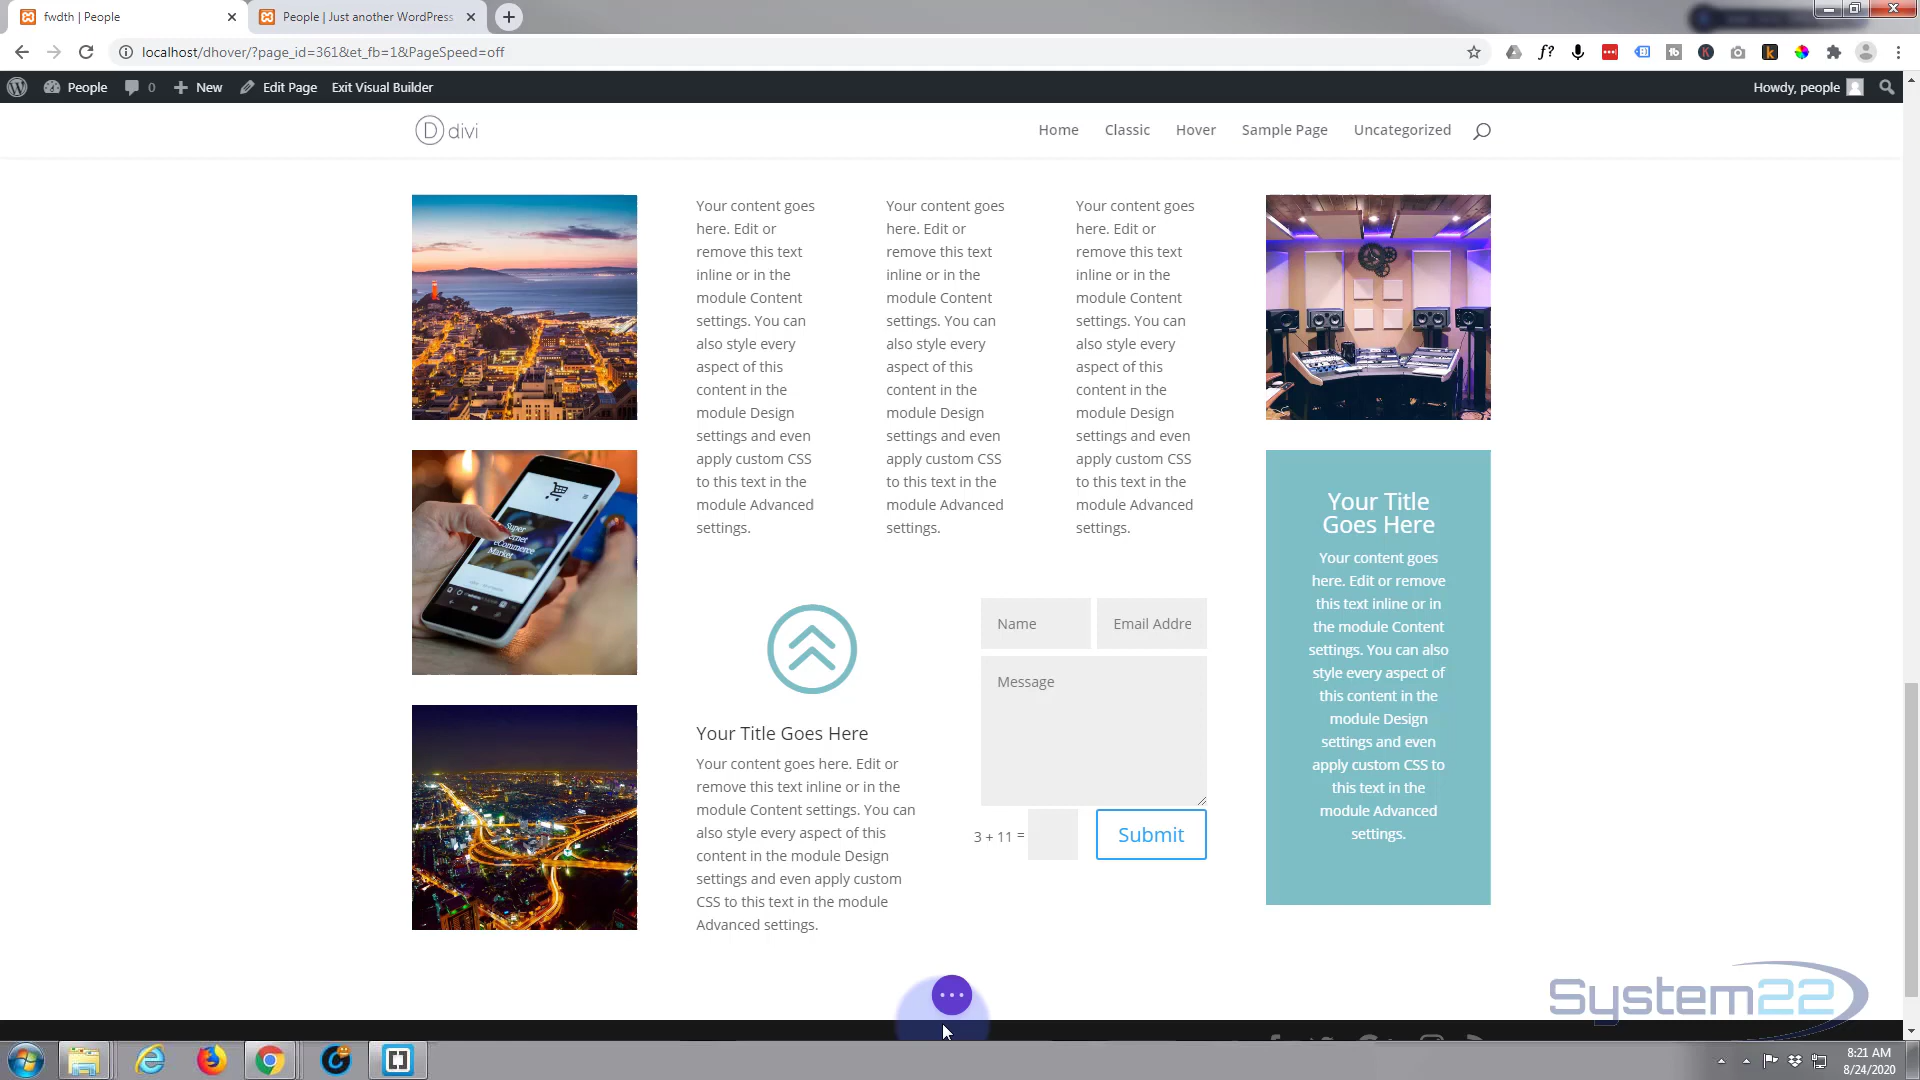 fwdth | People
People | Just another WordPress
localhost/dhover/?page_id=361&et_fb=1&PageSpeed=off
People 0 New Edit Page Exit Visual Builder
Howdy, people
D divi
Home Classic Hover Sample Page Uncategorized
Your content goes
here. Edit or
remove this text
inline or in the
module Content
settings. You can
also style every
aspect of this
content in the
module Design
settings and even
apply custom CSS
to this text in the
module Advanced
settings.
Your content goes
here. Edit or
remove this text
inline or in the
module Content
settings. You can
also style every
aspect of this
content in the
module Design
settings and even
apply custom CSS
to this text in the
module Advanced
settings.
Your content goes
here. Edit or
remove this text
inline or in the
module Content
settings. You can
also style every
aspect of this
content in the
module Design
settings and even
apply custom CSS
to this text in the
module Advanced
settings.
Super
eCommerce
Market
Your Title Goes Here
Your content goes here. Edit or
remove this text inline or in the
module Content settings. You can
also style every aspect of this
content in the module Design
settings and even apply custom
CSS to this text in the module
Advanced settings.
Name
Email Addre
Message
3 + 11 =
Submit
Your Title
Goes Here
Your content goes
here. Edit or remove
this text inline or in
the module Content
settings. You can also
style every aspect of
this content in the
module Design
settings and even
apply custom CSS to
this text in the
module Advanced
settings.
System22
8:21 AM
8/24/2020